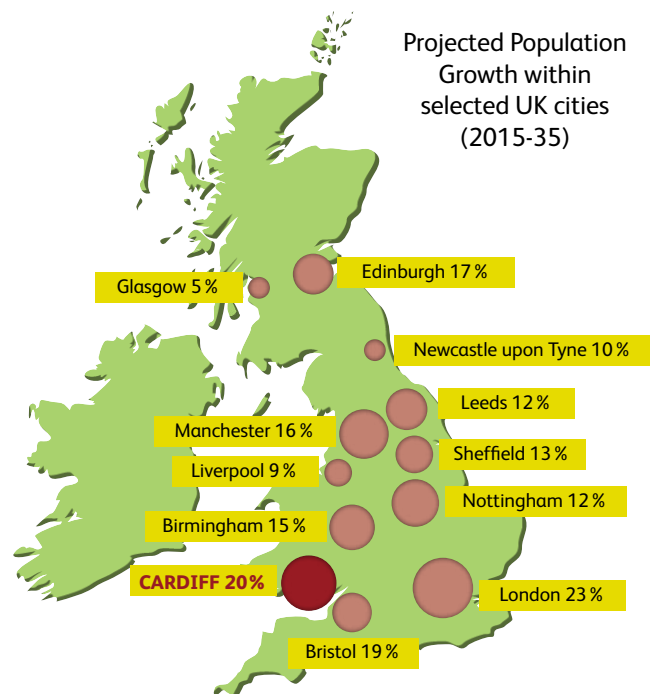 Projected Population
Growth within
selected UK cities
(2015-35)
Edinburgh 17 %
Glasgow 5 %
Newcastle upon Tyne 10 %
Leeds 12 %
Manchester 16 %
Sheffield 13 %
Liverpool 9 %
Nottingham 12 %
Birmingham 15 %
CARDIFF 20 %
London 23 %
Bristol 19 %